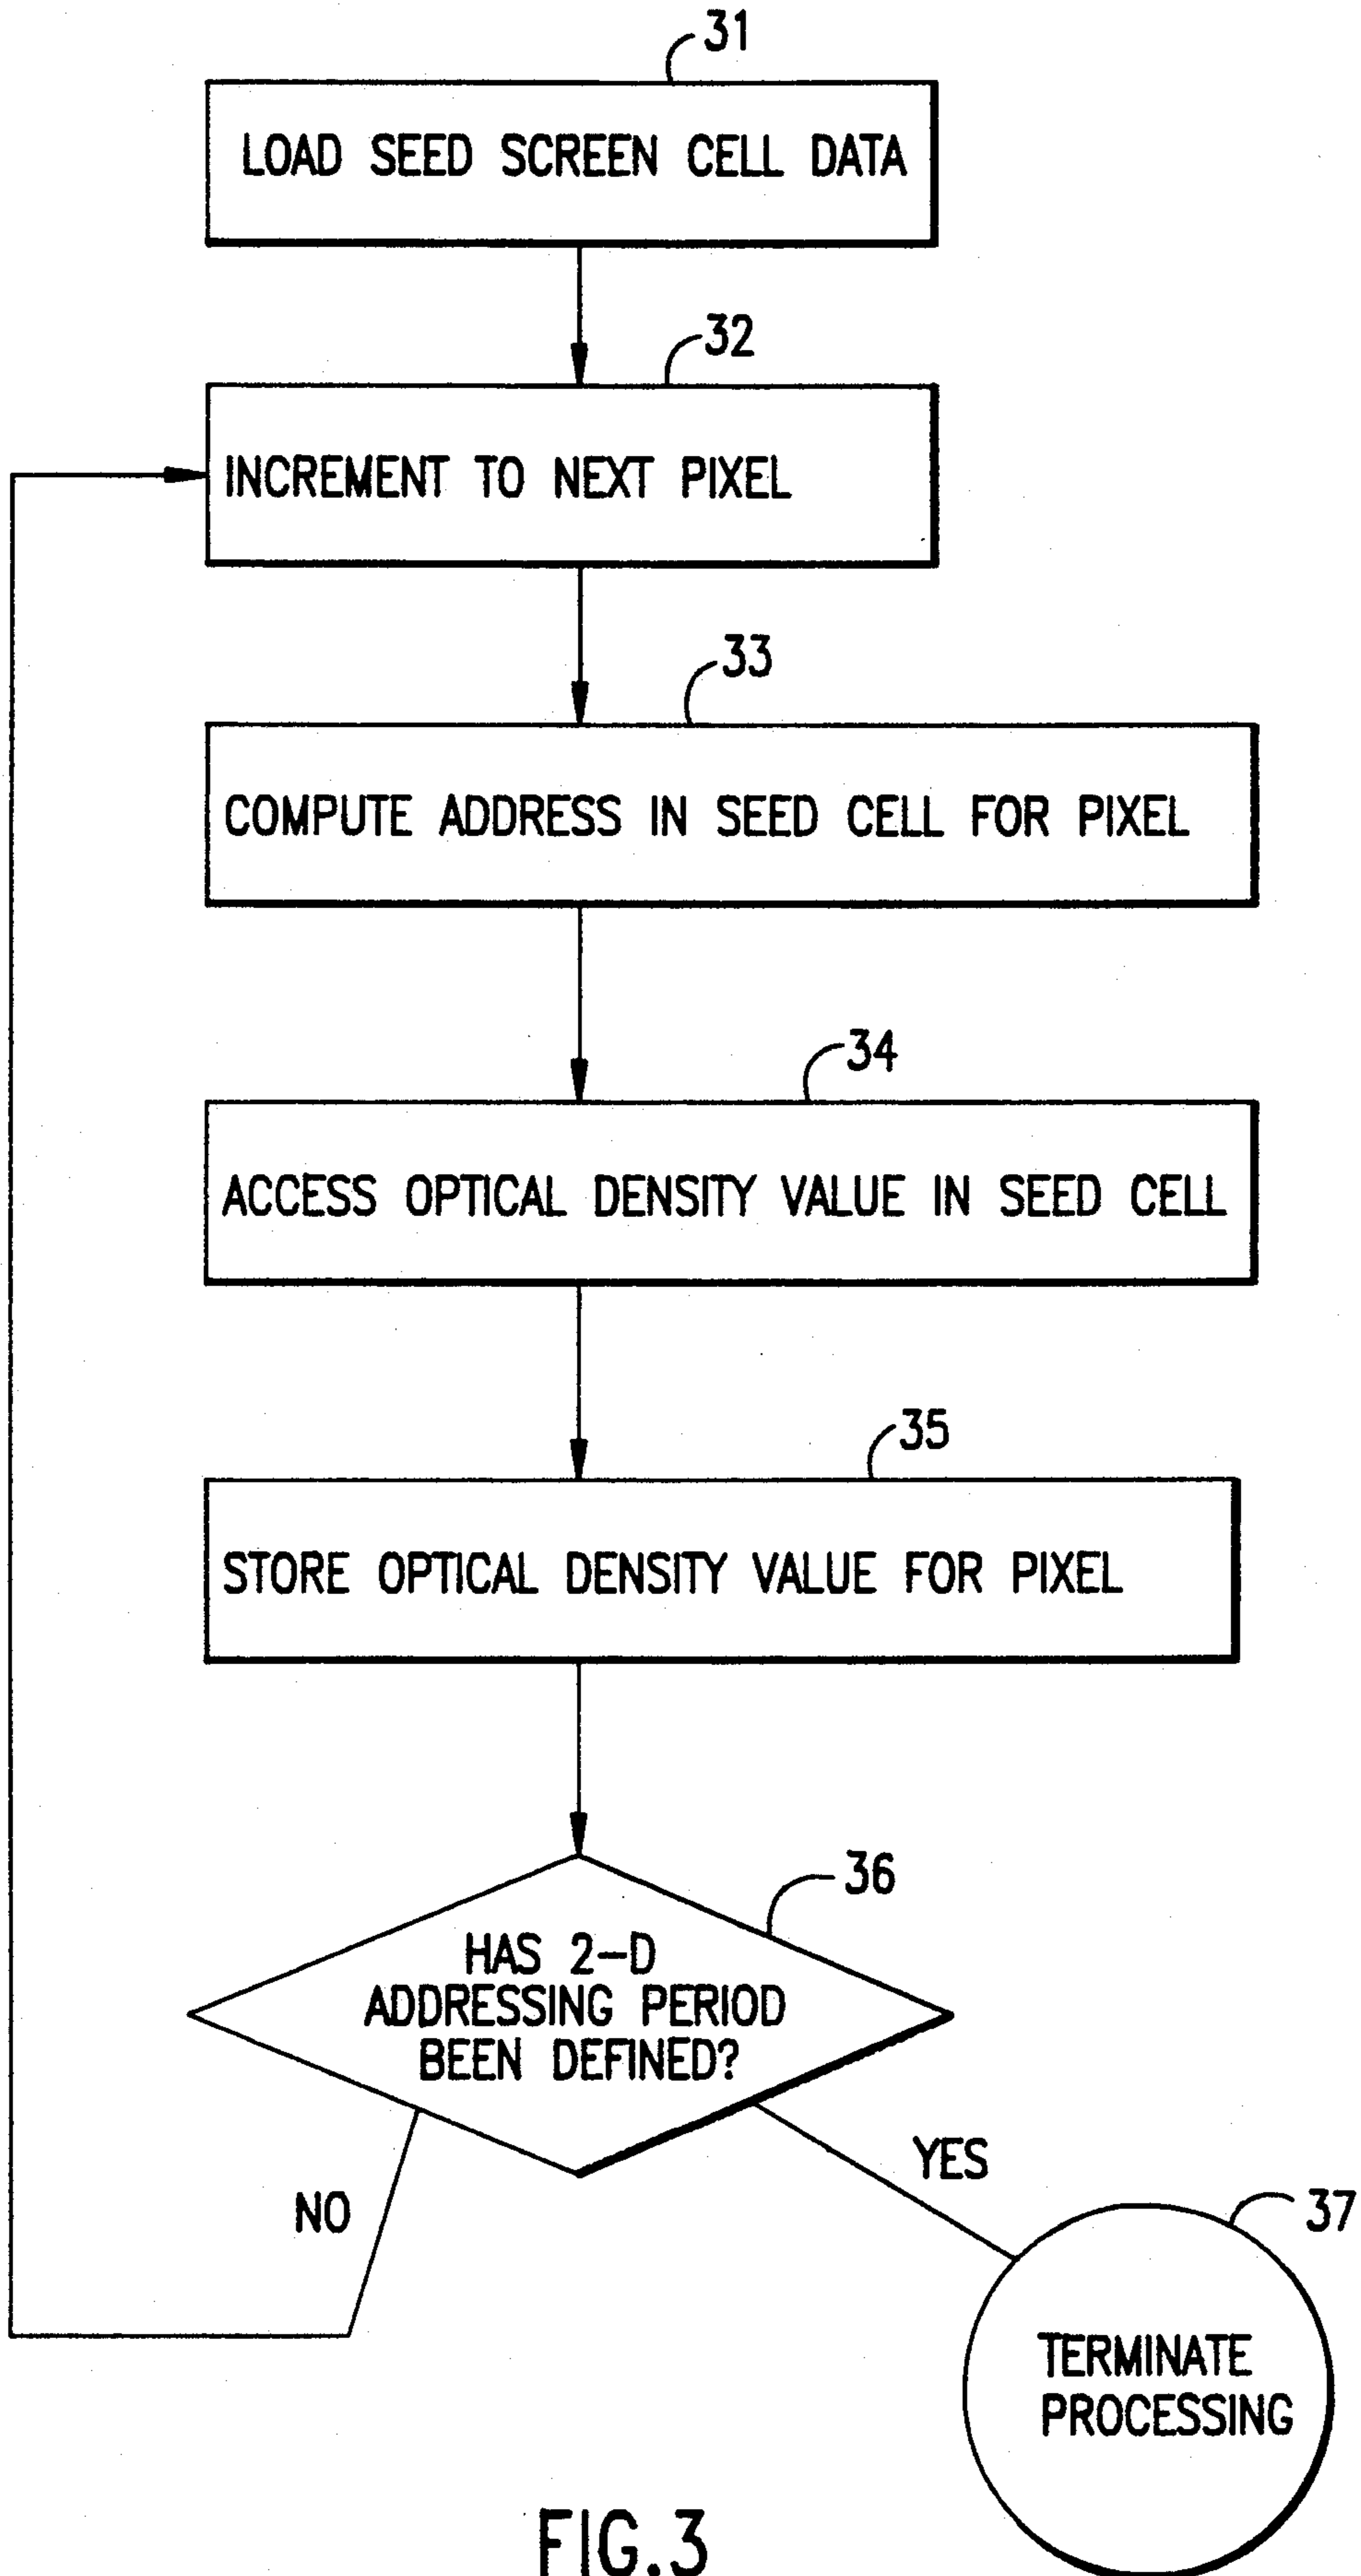 31
LOAD SEED SCREEN CELL DATA
32
INCREMENT TO NEXT PIXEL
33
COMPUTE ADDRESS IN SEED CELL FOR PIXEL
34
ACCESS OPTICAL DENSITY VALUE IN SEED CELL
35
STORE OPTICAL DENSITY VALUE FOR PIXEL
36
HAS 2-D
ADDRESSING PERIOD
BEEN DEFINED?
YES
NO
37
TERMINATE
PROCESSING
FIG.3